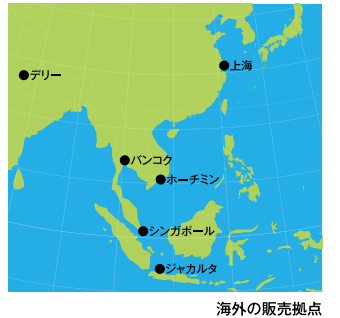 上海
デリー
バンコク
ホーチミン
シンガポール
ジャカルタ
海外の販売拠点